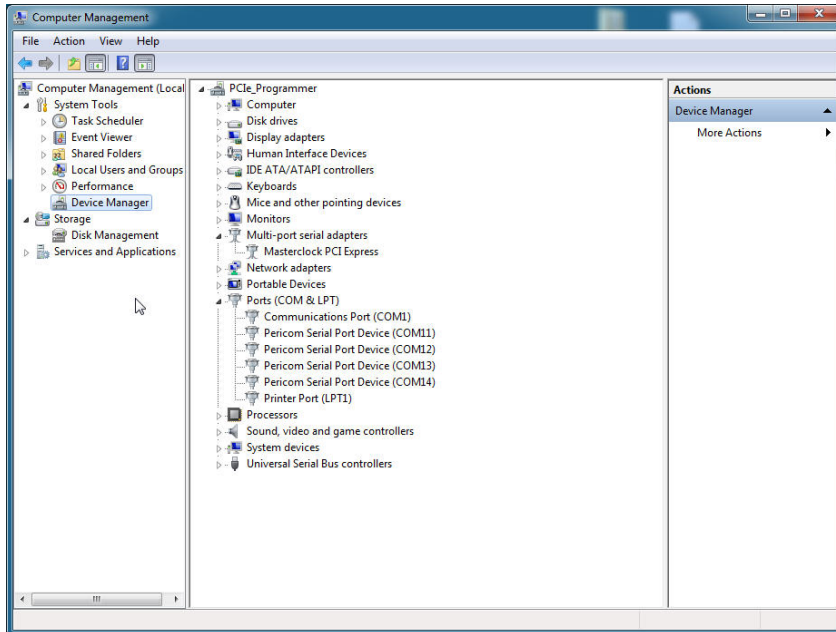 Computer Management
File Action View Help
Computer Management (Local
System Tools
Task Scheduler
Event Viewer
Shared Folders
Local Users and Groups
Performance
Device Manager
Storage
Disk Management
Services and Applications
PCIe_Programmer
Computer
Disk drives
Display adapters
Human Interface Devices
IDE ATA/ATAPI controllers
Keyboards
Mice and other pointing devices
Monitors
Multi-port serial adapters
Masterclock PCI Express
Network adapters
Portable Devices
Ports (COM & LPT)
Communications Port (COM1)
Pericom Serial Port Device (COM11)
Pericom Serial Port Device (COM12)
Pericom Serial Port Device (COM13)
Pericom Serial Port Device (COM14)
Printer Port (LPT1)
Processors
Sound, video and game controllers
System devices
Universal Serial Bus controllers
Actions
Device Manager
More Actions